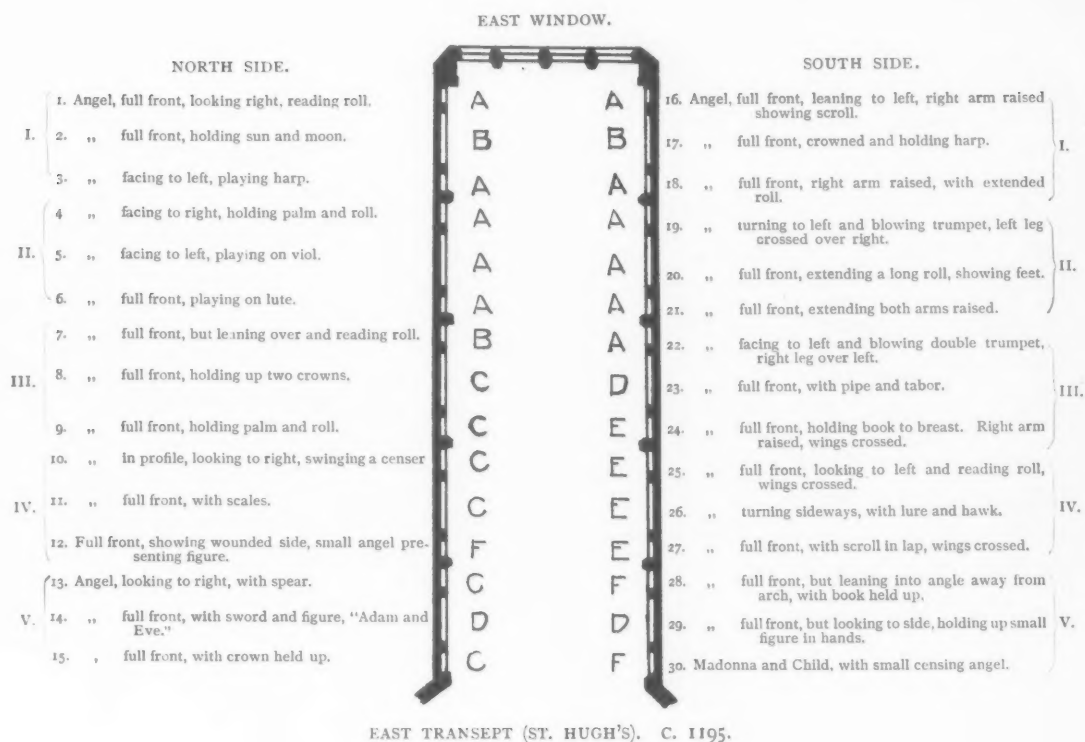 EAST WINDOW.
NORTH SIDE.
I.
1. Angel, full front, looking right, reading roll.
2. „ full front, holding sun and moon.
3. „ facing to left, playing harp.
II.
4 „ facing to right, holding palm and roll.
5. „ facing to left, playing on viol.
6. „ full front, playing on lute.
III.
7. „ full front, but leaning over and reading roll.
8. „ full front, holding up two crowns.
9. „ full front, holding palm and roll.
IV.
10. „ in profile, looking to right, swinging a censer
11. „ full front, with scales.
12. Full front, showing wounded side, small angel pre-
senting figure.
V.
13. Angel, looking to right, with spear.
14. „ full front, with sword and figure, "Adam and
Eve."
15. , full front, with crown held up.
A A
B B
A A
A A
A A
A A
B A
C D
C E
C E
C E
F E
C F
D D
C F
SOUTH SIDE.
16. Angel, full front, leaning to left, right arm raised
showing scroll.
17. „ full front, crowned and holding harp.
18. „ full front, right arm raised, with extended
roll.
I.
19. „ turning to left and blowing trumpet, left leg
crossed over right.
20. „ full front, extending a long roll, showing feet.
21. „ full front, extending both arms raised.
II.
22. „ facing to left and blowing double trumpet,
right leg over left.
23. „ full front, with pipe and tabor.
24. „ full front, holding book to breast. Right arm
raised, wings crossed.
III.
25. „ full front, looking to left and reading roll,
wings crossed.
26. „ turning sideways, with lure and hawk.
27. „ full front, with scroll in lap, wings crossed.
IV.
28. „ full front, but leaning into angle away from
arch, with book held up.
29. „ full front, but looking to side, holding up small
figure in hands.
30. Madonna and Child, with small censing angel.
V.
EAST TRANSEPT (ST. HUGH'S). C. 1195.